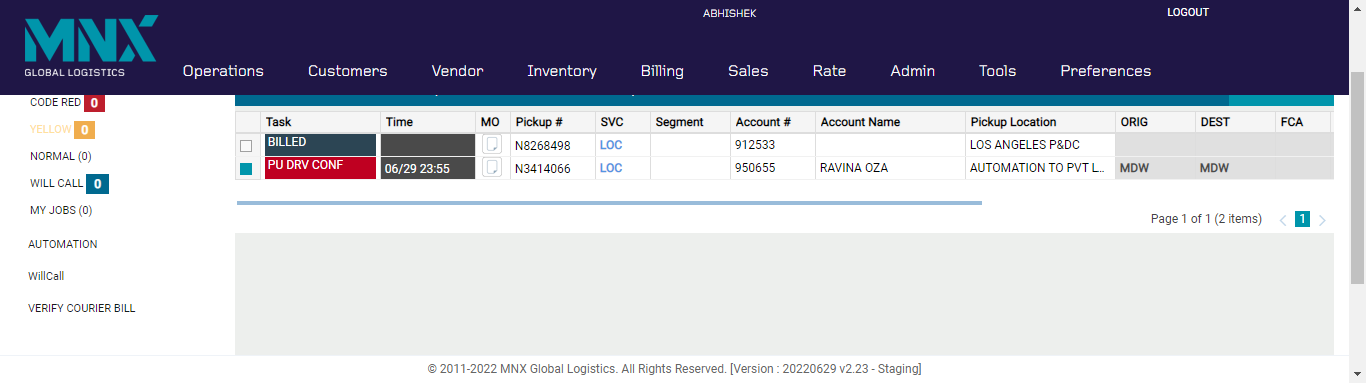 ABHISHEK
LOGOUT
MNX
GLOBAL LOGISTICS
Operations Customers Vendor Inventory Billing Sales Rate Admin Tools Preferences
CODE RED 0
YELLOW 0
NORMAL (0)
WILL CALL 0
MY JOBS (0)
AUTOMATION
WillCall
VERIFY COURIER BILL
Task Time MO Pickup # SVC Segment Account # Account Name Pickup Location ORIG DEST FCA
BILLED N8268498 LOC 912533 LOS ANGELES P&DC
PU DRV CONF 06/29 23:55 N3414066 LOC 950655 RAVINA OZA AUTOMATION TO PVT L... MDW MDW
Page 1 of 1 (2 items) 1
© 2011-2022 MNX Global Logistics. All Rights Reserved. [Version : 20220629 v2.23 - Staging]